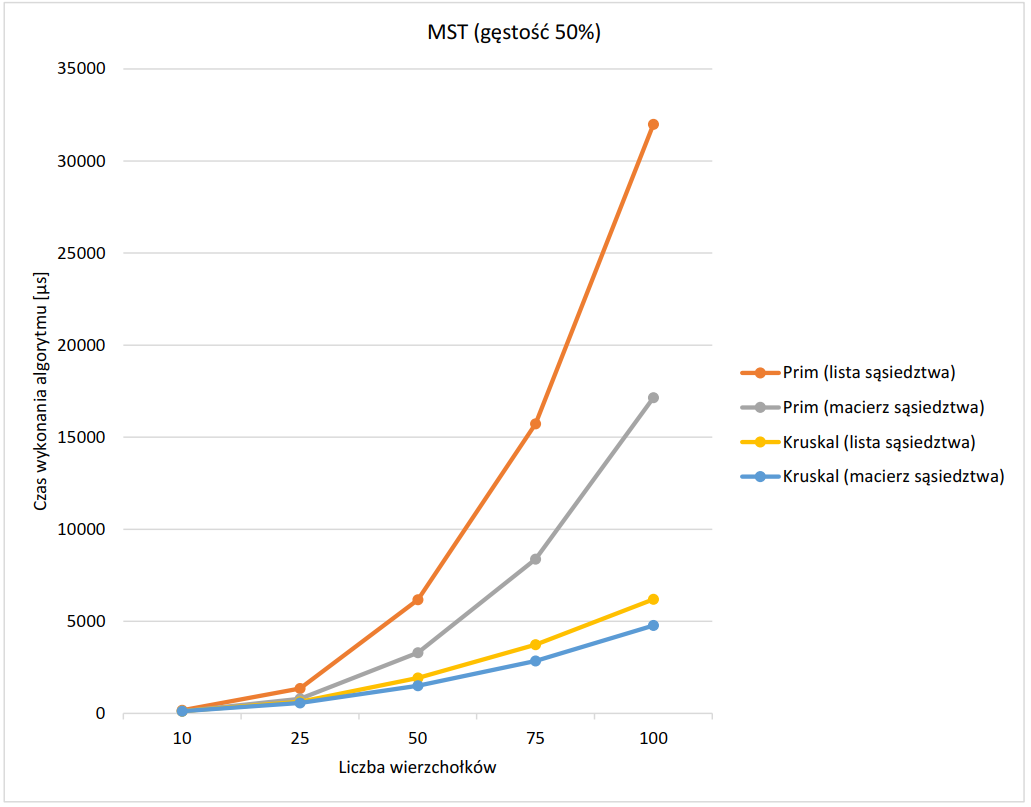 MST (gęstość 50%)
35000
30000
25000
20000
15000
10000
5000
0
Czas wykonania algorytmu [µs]
10 25 50 75 100
Liczba wierzchołków
Prim (lista sąsiedztwa)
Prim (macierz sąsiedztwa)
Kruskal (lista sąsiedztwa)
Kruskal (macierz sąsiedztwa)